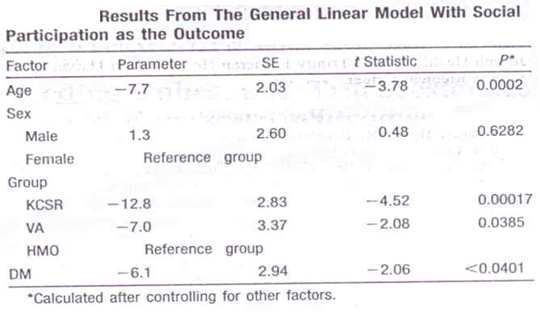 Results From The General Linear Model With Social
Participation as the Outcome
Factor Parameter SE t Statistic P*
Age −7.7 2.03 −3.78 0.0002
Sex
Male 1.3 2.60 0.48 0.6282
Female Reference group
Group
KCSR −12.8 2.83 −4.52 0.00017
VA −7.0 3.37 −2.08 0.0385
HMO Reference group
DM −6.1 2.94 −2.06 <0.0401
*Calculated after controlling for other factors.